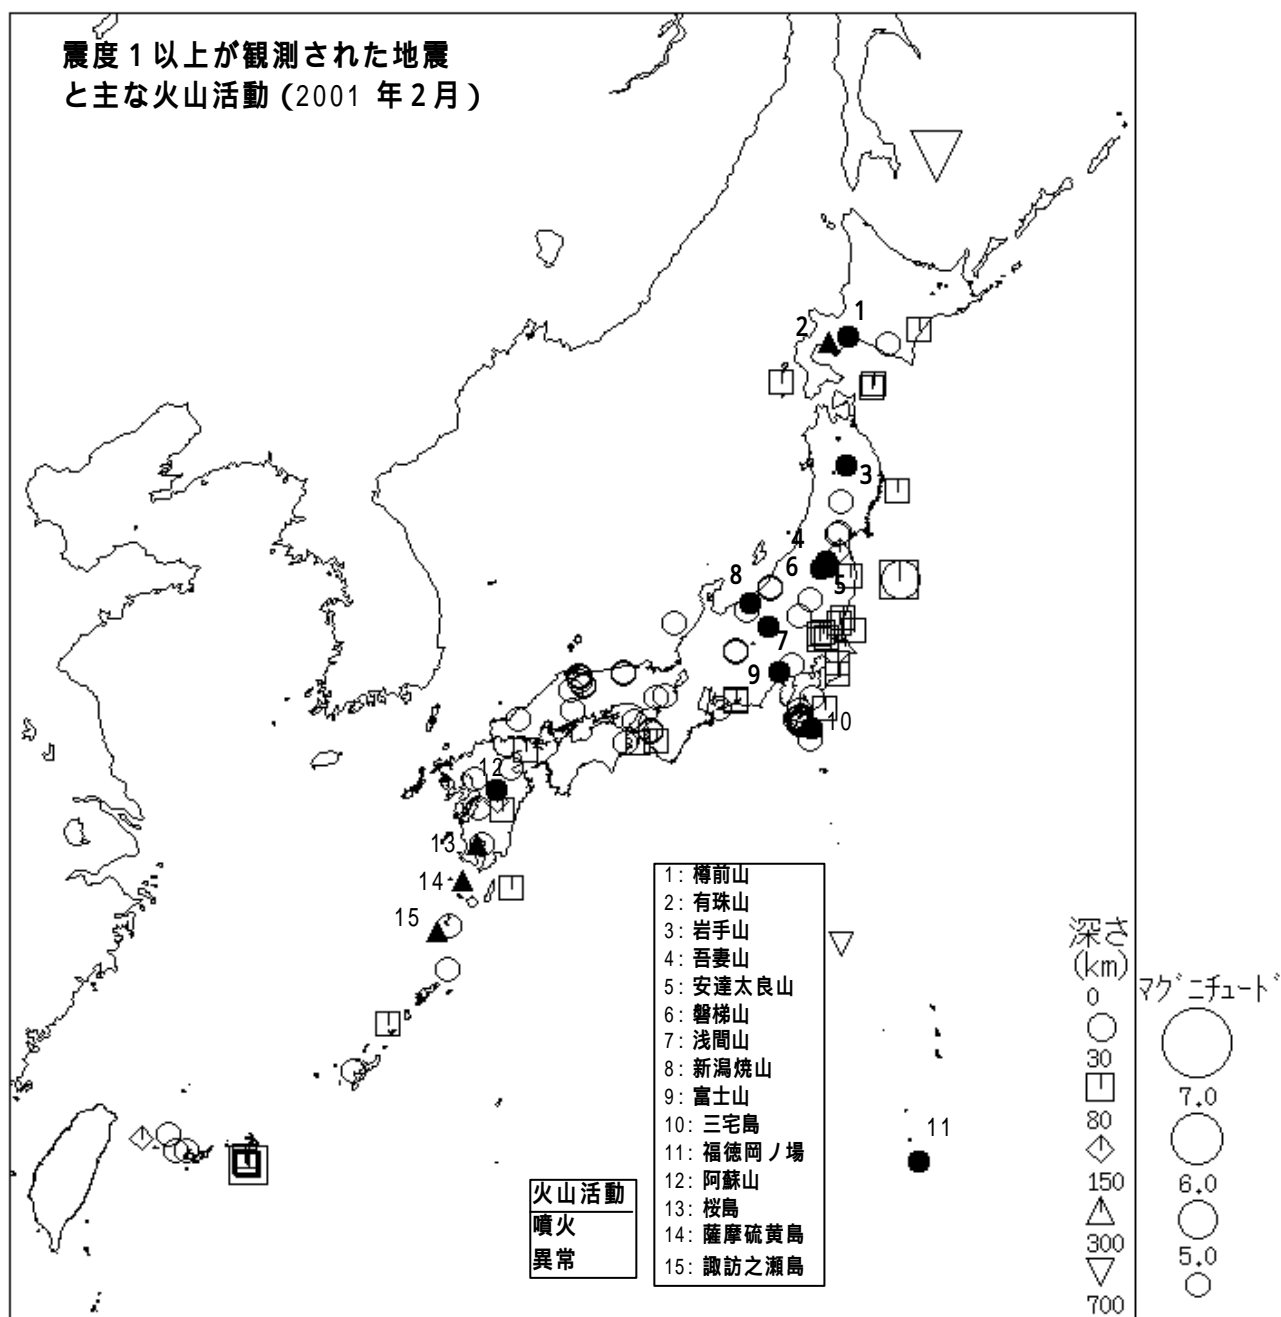 震度1以上が観測された地震
と主な火山活動(2001 年2月)
1
2
3
4
6
5
8
7
9
10
12
13
14
15
11
1: 樽前山
2: 有珠山
3: 岩手山
4: 吾妻山
5: 安達太良山
6: 磐梯山
7: 浅間山
8: 新潟焼山
9: 富士山
10: 三宅島
11: 福徳岡ノ場
12: 阿蘇山
13: 桜島
14: 薩摩硫黄島
15: 諏訪之瀬島
火山活動
噴火
異常
深さ
(km)
0
30
80
150
300
700
マグニチュード
7.0
6.0
5.0